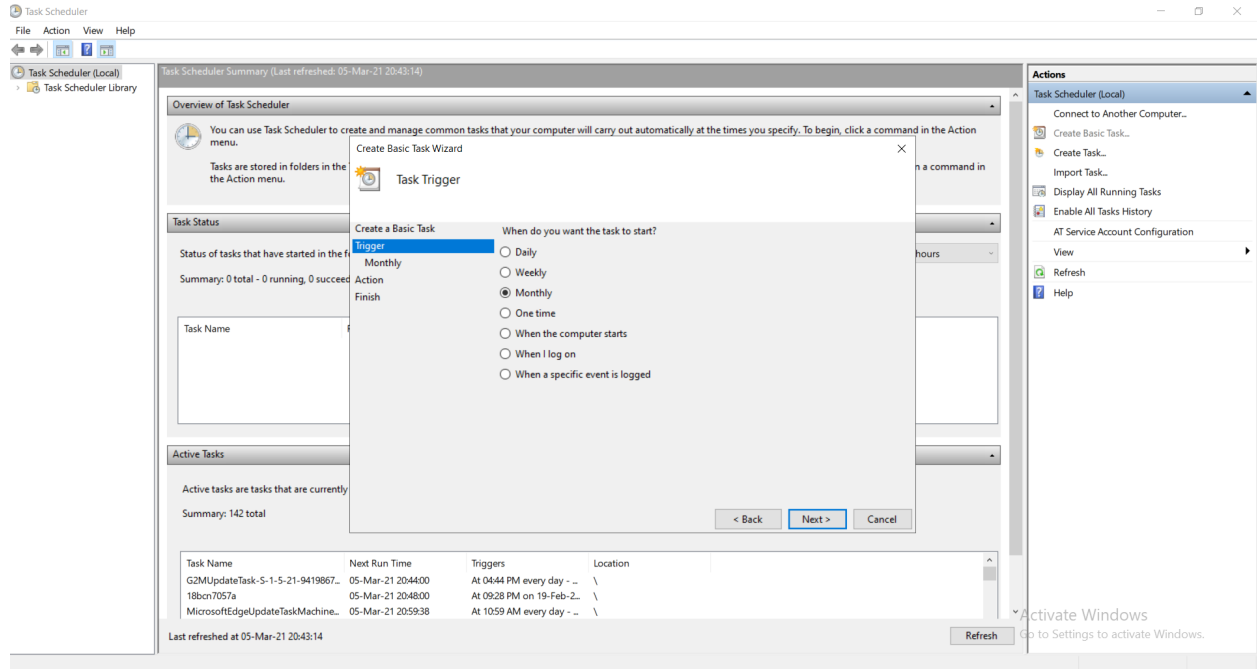 Task Scheduler
File Action View Help
Task Scheduler (Local)
Task Scheduler Library
Task Scheduler Summary (Last refreshed: 05-Mar-21 20:43:14)
Overview of Task Scheduler
You can use Task Scheduler to create and manage common tasks that your computer will carry out automatically at the times you specify. To begin, click a command in the Action
menu.
Tasks are stored in folders in the
n a command in
the Action menu.
Task Status
Status of tasks that have started in the f
hours
Summary: 0 total - 0 running, 0 succeed
Task Name
Create Basic Task Wizard
Task Trigger
Create a Basic Task
Trigger
Monthly
Action
Finish
When do you want the task to start?
Daily
Weekly
Monthly
One time
When the computer starts
When I log on
When a specific event is logged
< Back Next > Cancel
Active Tasks
Active tasks are tasks that are currently
Summary: 142 total
Task Name Next Run Time Triggers Location
G2MUpdateTask-S-1-5-21-9419867... 05-Mar-21 20:44:00 At 04:44 PM every day - ... \
18bcn7057a 05-Mar-21 20:48:00 At 09:28 PM on 19-Feb-2... \
MicrosoftEdgeUpdateTaskMachine... 05-Mar-21 20:59:38 At 10:59 AM every day - ... \
Last refreshed at 05-Mar-21 20:43:14
Refresh
Actions
Task Scheduler (Local)
Connect to Another Computer...
Create Basic Task...
Create Task...
Import Task...
Display All Running Tasks
Enable All Tasks History
AT Service Account Configuration
View
Refresh
Help
Activate Windows
Go to Settings to activate Windows.